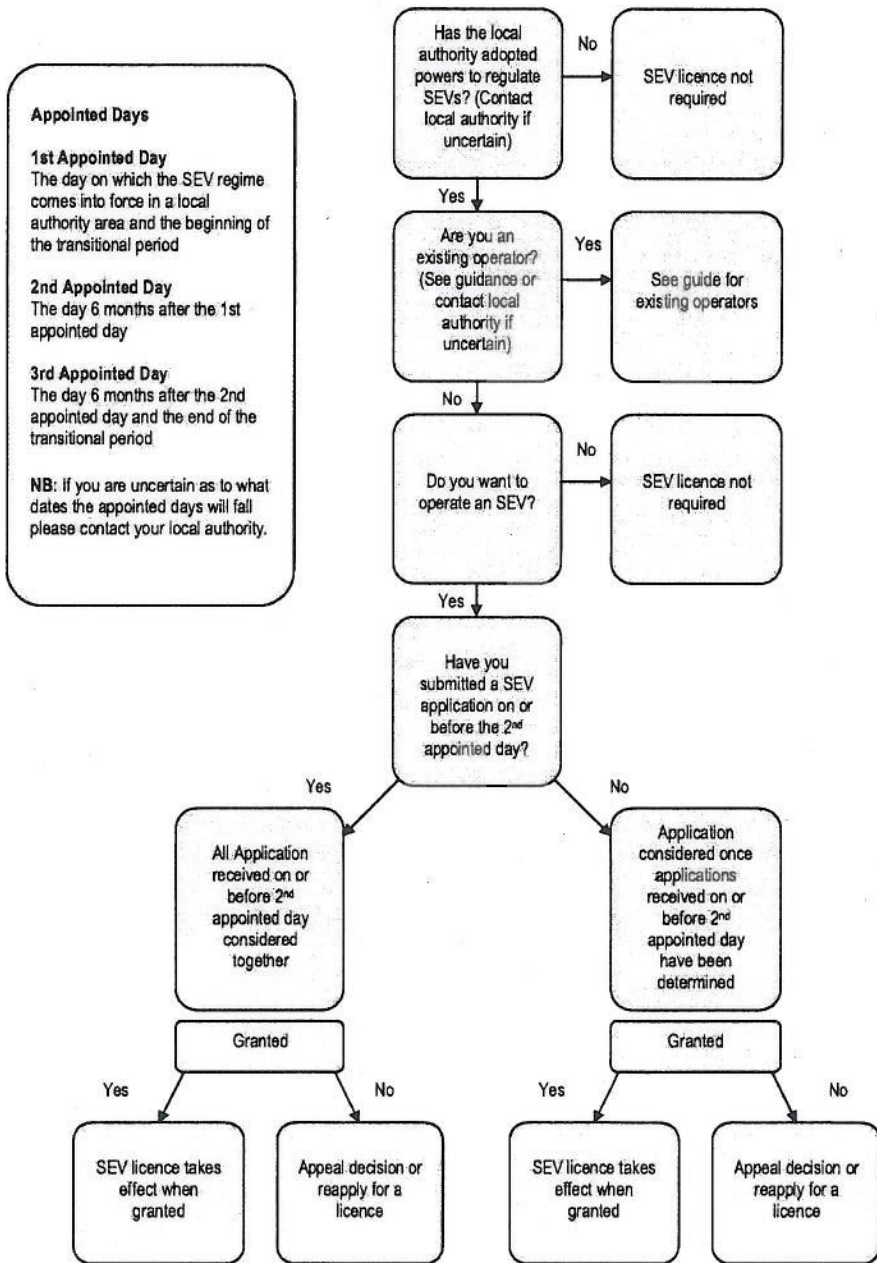 Has the local
authority adopted
powers to regulate
SEVs? (Contact
local authority if
uncertain)
No
SEV licence not
required
Appointed Days
1st Appointed Day
The day on which the SEV regime
comes into force in a local
authority area and the beginning of
the transitional period
2nd Appointed Day
The day 6 months after the 1st
appointed day
3rd Appointed Day
The day 6 months after the 2nd
appointed day and the end of the
transitional period
NB: if you are uncertain as to what
dates the appointed days will fall
please contact your local authority.
Yes
Are you an
existing operator?
(See guidance or
contact local
authority if
uncertain)
Yes
See guide for
existing operators
No
Do you want to
operate an SEV?
No
SEV licence not
required
Yes
Have you
submitted a SEV
application on or
before the 2nd
appointed day?
Yes
No
All Application
received on or
before 2nd
appointed day
considered
together
Application
considered once
applications
received on or
before 2nd
appointed day
have been
determined
Granted
Granted
Yes
No
Yes
No
SEV licence takes
effect when
granted
Appeal decision or
reapply for a
licence
SEV licence takes
effect when
granted
Appeal decision or
reapply for a
licence